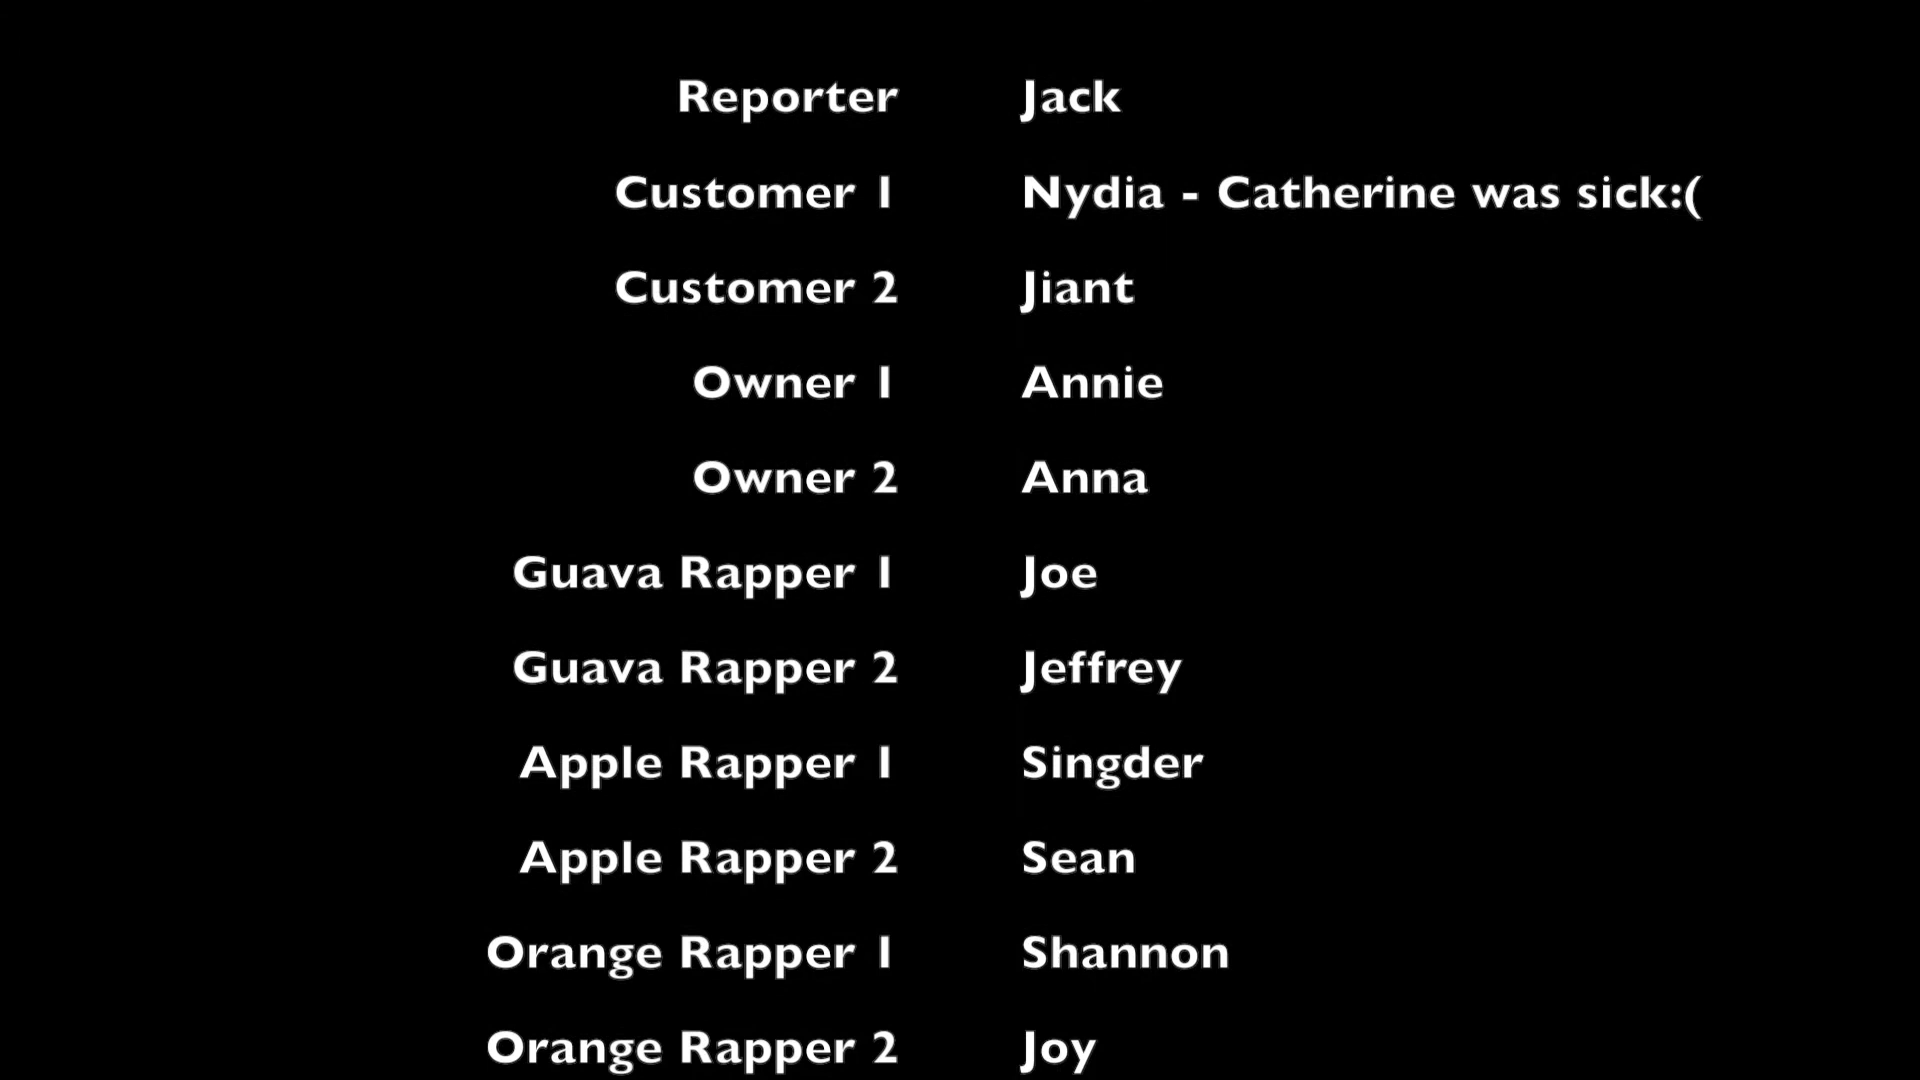 Reporter Jack
Customer 1 Nydia - Catherine was sick:(
Customer 2 Jiant
Owner 1 Annie
Owner 2 Anna
Guava Rapper 1 Joe
Guava Rapper 2 Jeffrey
Apple Rapper 1 Singder
Apple Rapper 2 Sean
Orange Rapper 1 Shannon
Orange Rapper 2 Joy